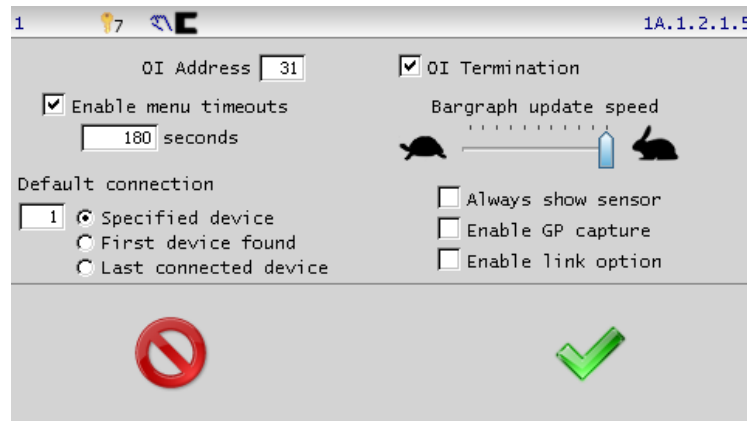 1 7 1A.1.2.1.5
OI Address 31
OI Termination
Enable menu timeouts
180 seconds
Bargraph update speed
Default connection
1 Specified device
First device found
Last connected device
Always show sensor
Enable GP capture
Enable link option